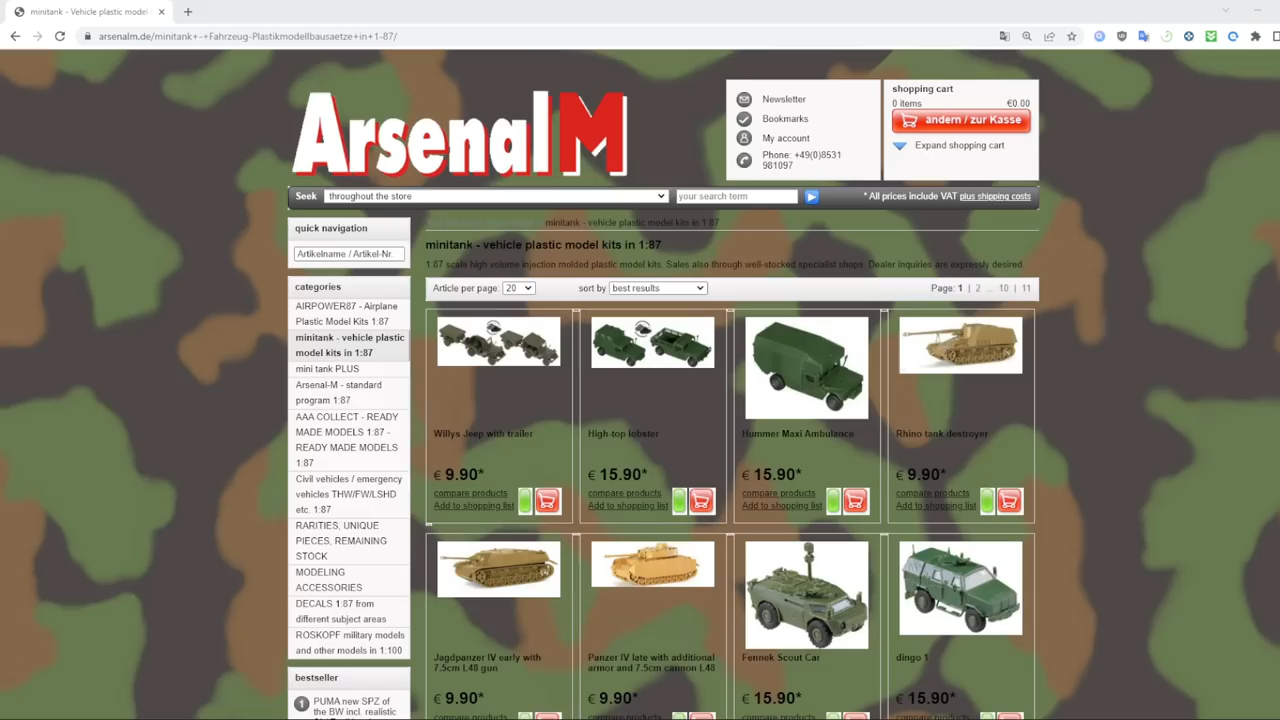 minitank - Vehicle plastic model
arsenalm.de/minitank+-+Fahrzeug-Plastikmodellbausaetze+in+1-87/
ArsenalM
Newsletter
Bookmarks
My account
Phone: +49(0)8531
981097
shopping cart
0 items €0.00
ändern / zur Kasse
Expand shopping cart
Seek throughout the store your search term * All prices include VAT plus shipping costs
quick navigation
Artikelname / Artikel-Nr.
categories
AIRPOWER87 - Airplane
Plastic Model Kits 1:87
minitank - vehicle plastic
model kits in 1:87
mini tank PLUS
Arsenal-M - standard
program 1:87
AAA COLLECT - READY
MADE MODELS 1:87 -
READY MADE MODELS
1:87
Civil vehicles / emergency
vehicles THW/FW/LSHD
etc. 1:87
RARITIES, UNIQUE
PIECES, REMAINING
STOCK
MODELING
ACCESSORIES
DECALS 1:87 from
different subject areas
ROSKOPF military models
and other models in 1:100
bestseller
1 PUMA new SPZ of
the BW incl. realistic
minitank - vehicle plastic model kits in 1:87
minitank - vehicle plastic model kits in 1:87
1:87 scale high volume injection molded plastic model kits. Sales also through well-stocked specialist shops. Dealer inquiries are expressly desired.
Article per page: 20 sort by best results Page: 1 | 2 ... 10 | 11
Willys Jeep with trailer
€ 9.90*
compare products
Add to shopping list
High-top lobster
€ 15.90*
compare products
Add to shopping list
Hummer Maxi Ambulance
€ 15.90*
compare products
Add to shopping list
Rhino tank destroyer
€ 9.90*
compare products
Add to shopping list
Jagdpanzer IV early with
7.5cm L48 gun
€ 9.90*
compare products
Panzer IV late with additional
armor and 7.5cm cannon L48
€ 9.90*
compare products
Fennek Scout Car
€ 15.90*
compare products
dingo 1
€ 15.90*
compare products